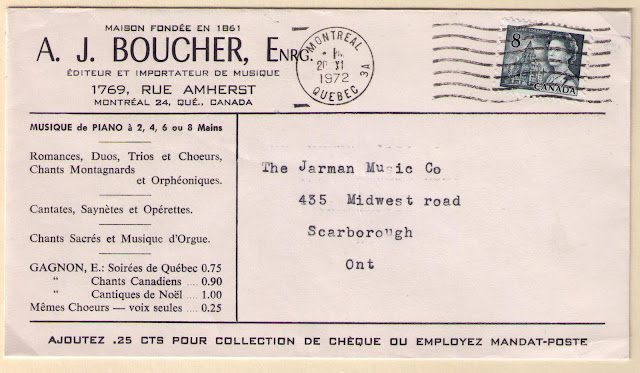 MAISON FONDÉE EN 1861
A. J. BOUCHER, ENRG.
ÉDITEUR ET IMPORTATEUR DE MUSIQUE
1769, RUE AMHERST
MONTRÉAL 24, QUÉ., CANADA
MONTREAL
XI
1972
QUEBEC 3A
8
CANADA
MUSIQUE de PIANO à 2, 4, 6 ou 8 Mains
Romances, Duos, Trios et Choeurs,
Chants Montagnards
et Orphéoniques.
Cantates, Saynètes et Opérettes.
Chants Sacrés et Musique d'Orgue.
GAGNON, E.: Soirées de Québec 0.75
" Chants Canadiens .... 0.90
" Cantiques de Noël .... 1.00
Mêmes Choeurs — voix seules .... 0.25
The Jarman Music Co
435 Midwest road
Scarborough
Ont
AJOUTEZ .25 CTS POUR COLLECTION DE CHÈQUE OU EMPLOYEZ MANDAT-POSTE